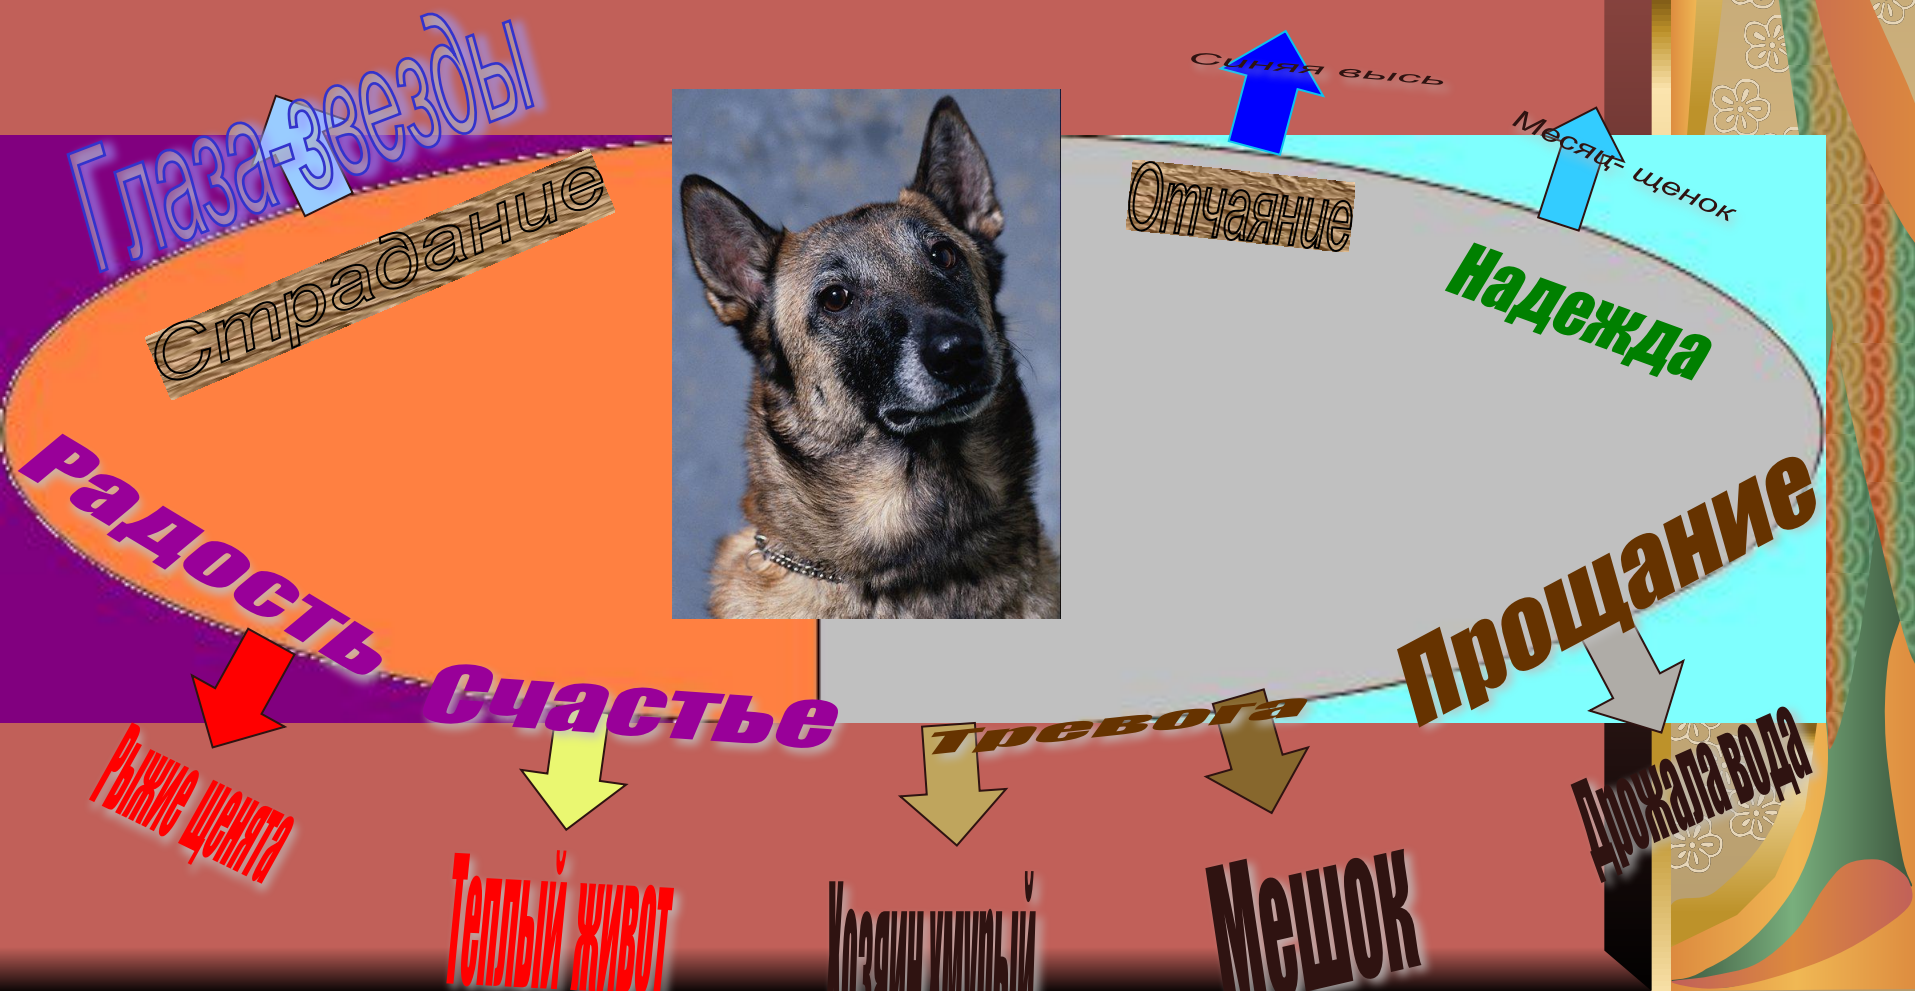 Глаза-звезды
Синяя высь
Месяц- щенок
Страдание
Отчаяние
Надежда
Радость
Счастье
Тревога
Прощание
Рыжие щенята
Теплый живот
Хозяин хмурый
Мешок
Дрожала вода